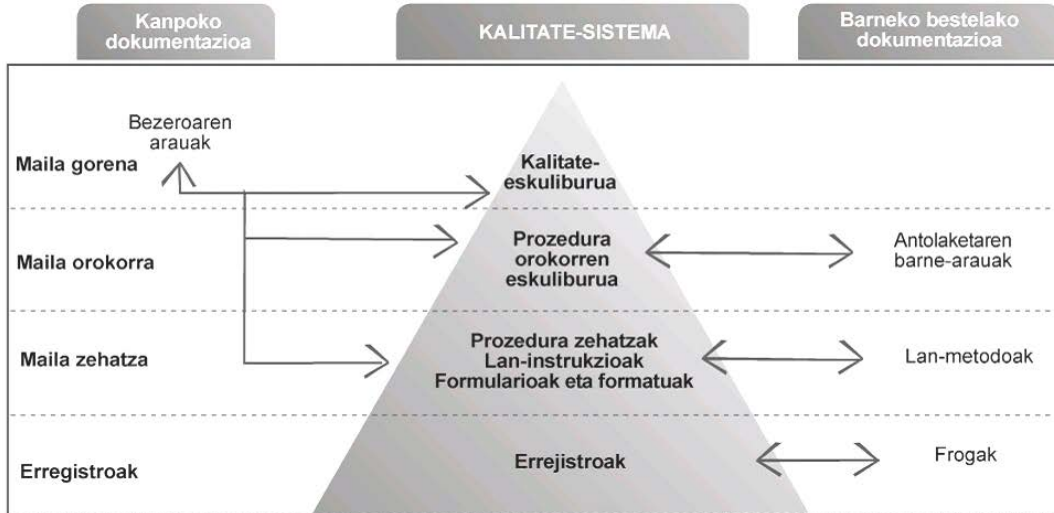 Kanpoko
dokumentazioa
KALITATE-SISTEMA
Barneko bestelako
dokumentazioa
Bezeroaren
arauak
Maila gorena
Kalitate-
eskuliburua
Maila orokorra
Prozedura
orokorren
eskuliburua
Antolaketaren
barne-arauak
Maila zehatza
Prozedura zehatzak
Lan-instrukzioak
Formularioak eta formatuak
Lan-metodoak
Erregistroak
Errejistroak
Frogak